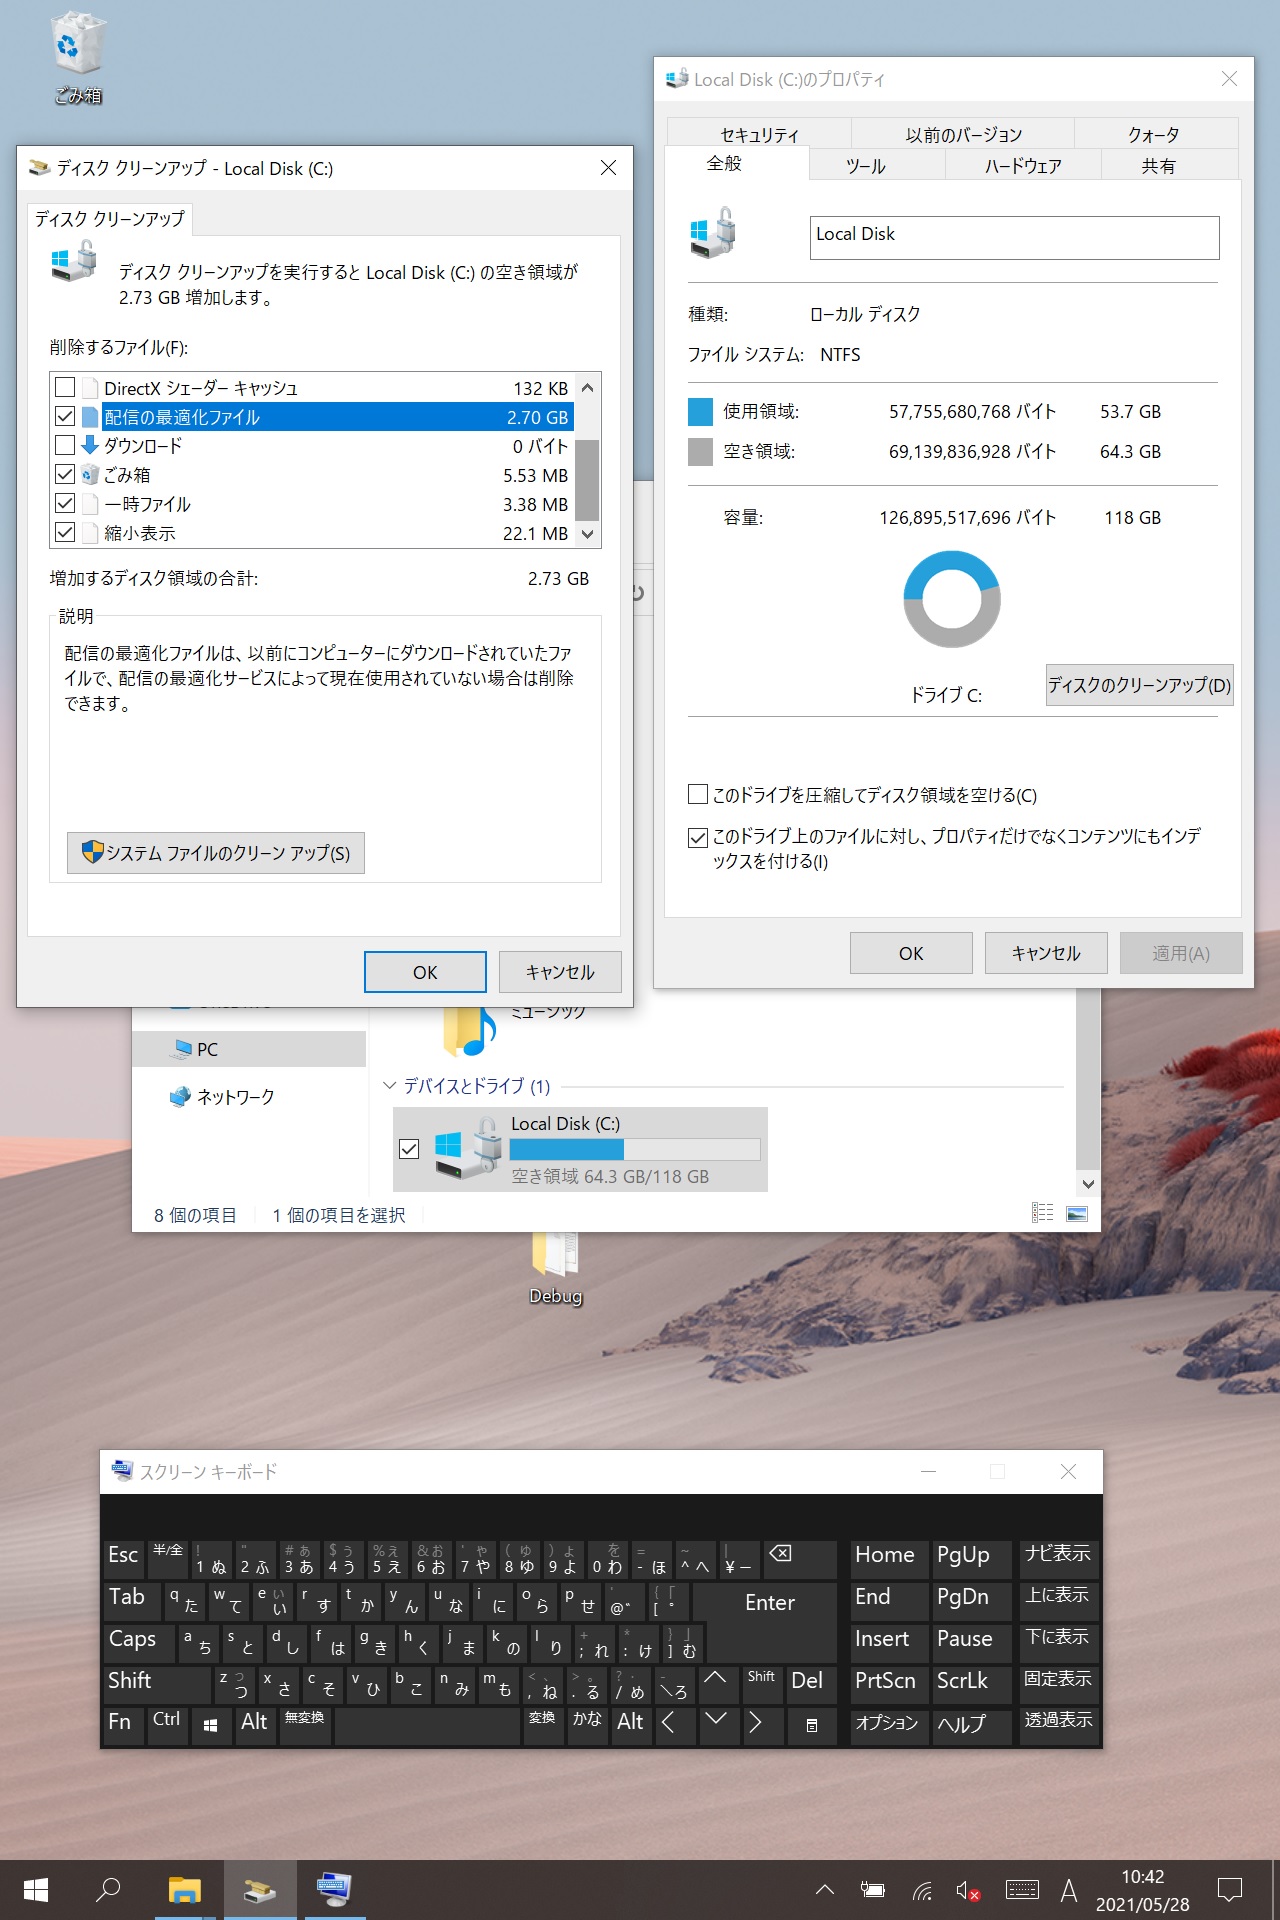 ごみ箱
ディスク クリーンアップ - Local Disk (C:)
ディスク クリーンアップ
ディスク クリーンアップを実行すると Local Disk (C:) の空き領域が
2.73 GB 増加します。
削除するファイル(F):
DirectX シェーダー キャッシュ 132 KB
配信の最適化ファイル 2.70 GB
ダウンロード 0 バイト
ごみ箱 5.53 MB
一時ファイル 3.38 MB
縮小表示 22.1 MB
増加するディスク領域の合計: 2.73 GB
説明
配信の最適化ファイルは、以前にコンピューターにダウンロードされていたファ
イルで、配信の最適化サービスによって現在使用されていない場合は削除
できます。
システム ファイルのクリーン アップ(S)
OK キャンセル
Local Disk (C:)のプロパティ
セキュリティ 以前のバージョン クォータ
全般 ツール ハードウェア 共有
Local Disk
種類: ローカル ディスク
ファイル システム: NTFS
使用領域: 57,755,680,768 バイト 53.7 GB
空き領域: 69,139,836,928 バイト 64.3 GB
容量: 126,895,517,696 バイト 118 GB
ドライブ C:
ディスクのクリーンアップ(D)
このドライブを圧縮してディスク領域を空ける(C)
このドライブ上のファイルに対し、プロパティだけでなくコンテンツにもインデ
ックスを付ける(I)
OK キャンセル 適用(A)
ミュージック
PC
ネットワーク
デバイスとドライブ (1)
Local Disk (C:)
空き領域 64.3 GB/118 GB
8 個の項目 1 個の項目を選択
Debug
スクリーン キーボード
Esc 半/全 ! 1 ぬ " 2 ふ # ぁ 3 あ $ ぅ 4 う % ぇ 5 え & ぉ 6 お ' ゃ 7 や ( ゅ 8 ゆ ) ょ 9 よ を 0 わ = - ほ ~ ^ へ | ¥ ー Home PgUp ナビ表示
Tab q た w て e ぃ い r す t か y ん u な i に o ら p せ ` @ ゛ { 「 [ ゜ Enter End PgDn 上に表示
Caps a ち s と d し f は g き h く j ま k の l り + ; れ * : け } 」 ] む Insert Pause 下に表示
Shift z っ つ x さ c そ v ひ b こ n み m も < 、 , ね > 。 . る ? ・ / め _ \ ろ Shift Del PrtScn ScrLk 固定表示
Fn Ctrl Alt 無変換 変換 かな Alt オプション ヘルプ 透過表示
A
10:42
2021/05/28